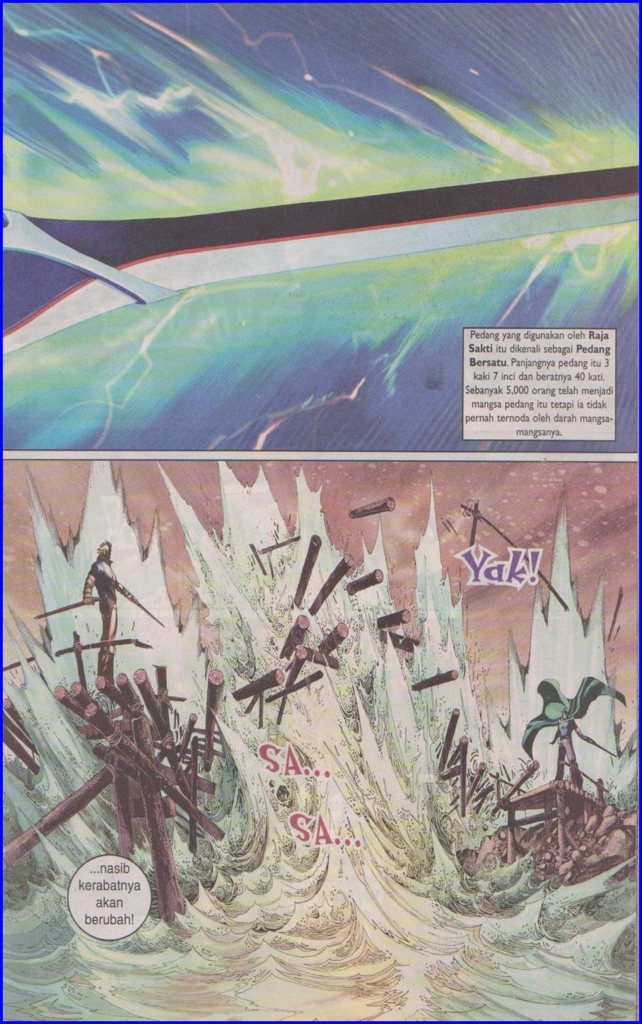 Pedang yang digunakan oleh Raja
Sakti itu dikenali sebagai Pedang
Bersatu. Panjangnya pedang itu 3
kaki 7 inci dan beratnya 40 kati.
Sebanyak 5,000 orang telah menjadi
mangsa pedang itu tetapi ia tidak
pernah ternoda oleh darah mangsa-
mangsanya.
Yak!
SA...
SA...
...nasib
kerabatnya
akan
berubah!